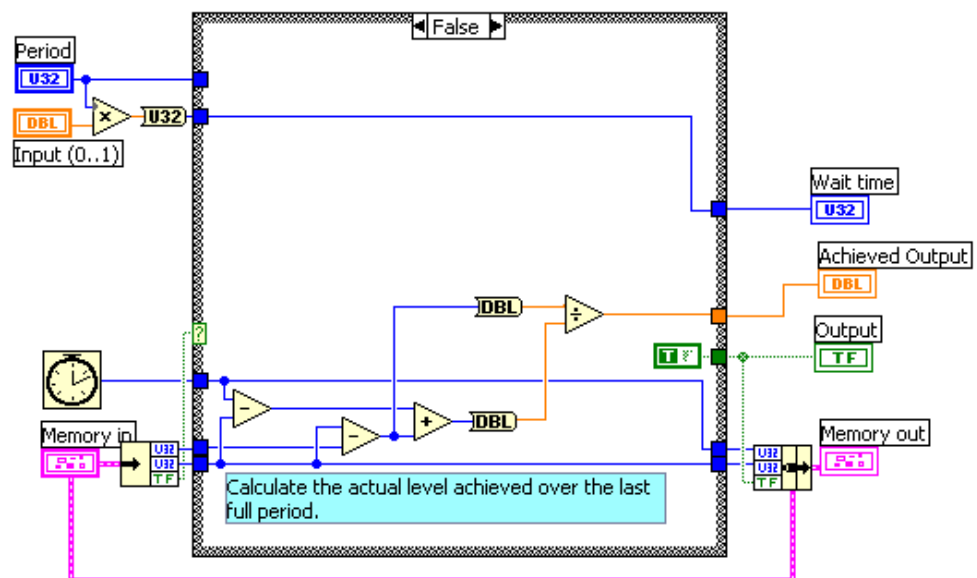 False
Period
U32
DBL
Input (0..1)
×
U32
Wait time
U32
Achieved Output
DBL
DBL
÷
?
T
Output
TF
-
-
+
DBL
Memory in
U32
U32
TF
U32
U32
TF
Memory out
Calculate the actual level achieved over the last
full period.